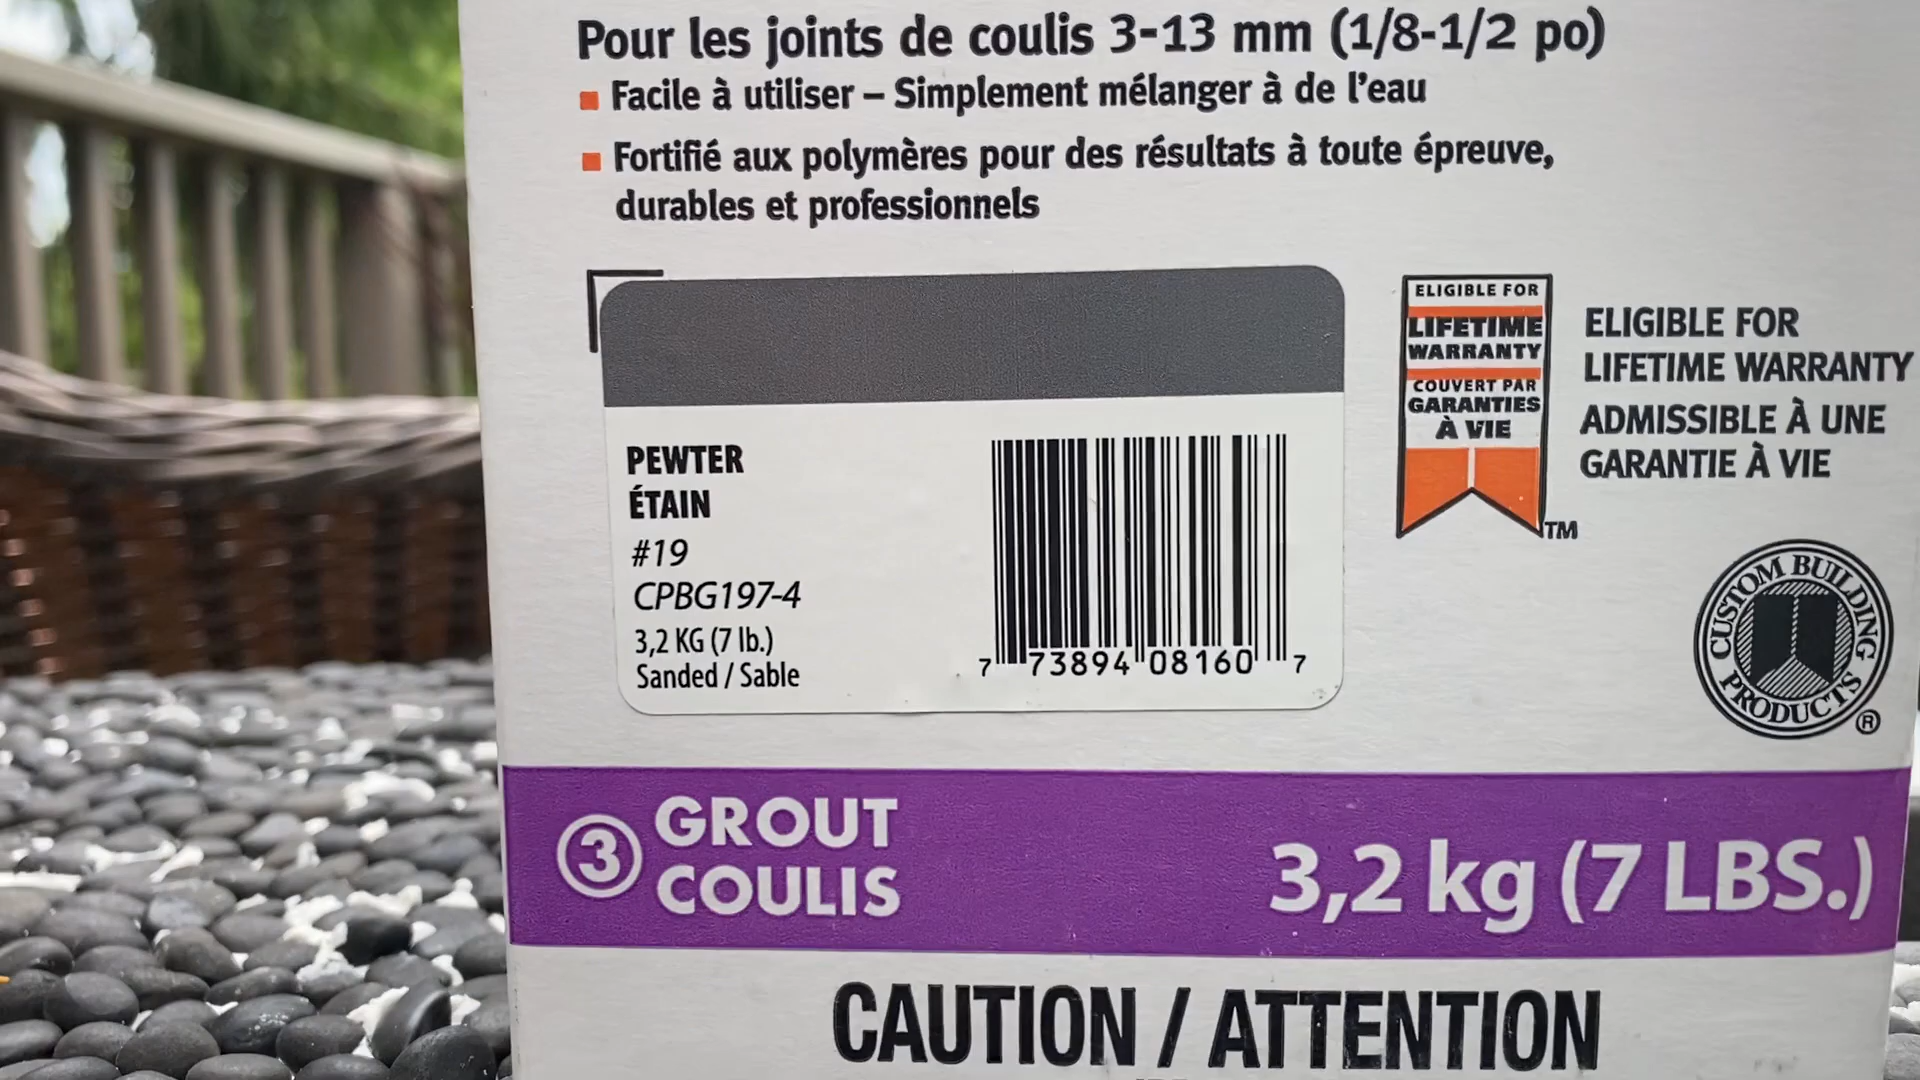 Pour les joints de coulis 3-13 mm (1/8-1/2 po)
Facile à utiliser – Simplement mélanger à de l'eau
Fortifié aux polymères pour des résultats à toute épreuve,
durables et professionnels
PEWTER
ÉTAIN
#19
CPBG197-4
3,2 KG (7 lb.)
Sanded / Sable
7 73894 08160 7
ELIGIBLE FOR
LIFETIME
WARRANTY
COUVERT PAR
GARANTIES
À VIE
TM
ELIGIBLE FOR
LIFETIME WARRANTY
ADMISSIBLE À UNE
GARANTIE À VIE
CUSTOM BUILDING
PRODUCTS
®
3 GROUT
COULIS
3,2 kg (7 LBS.)
CAUTION / ATTENTION